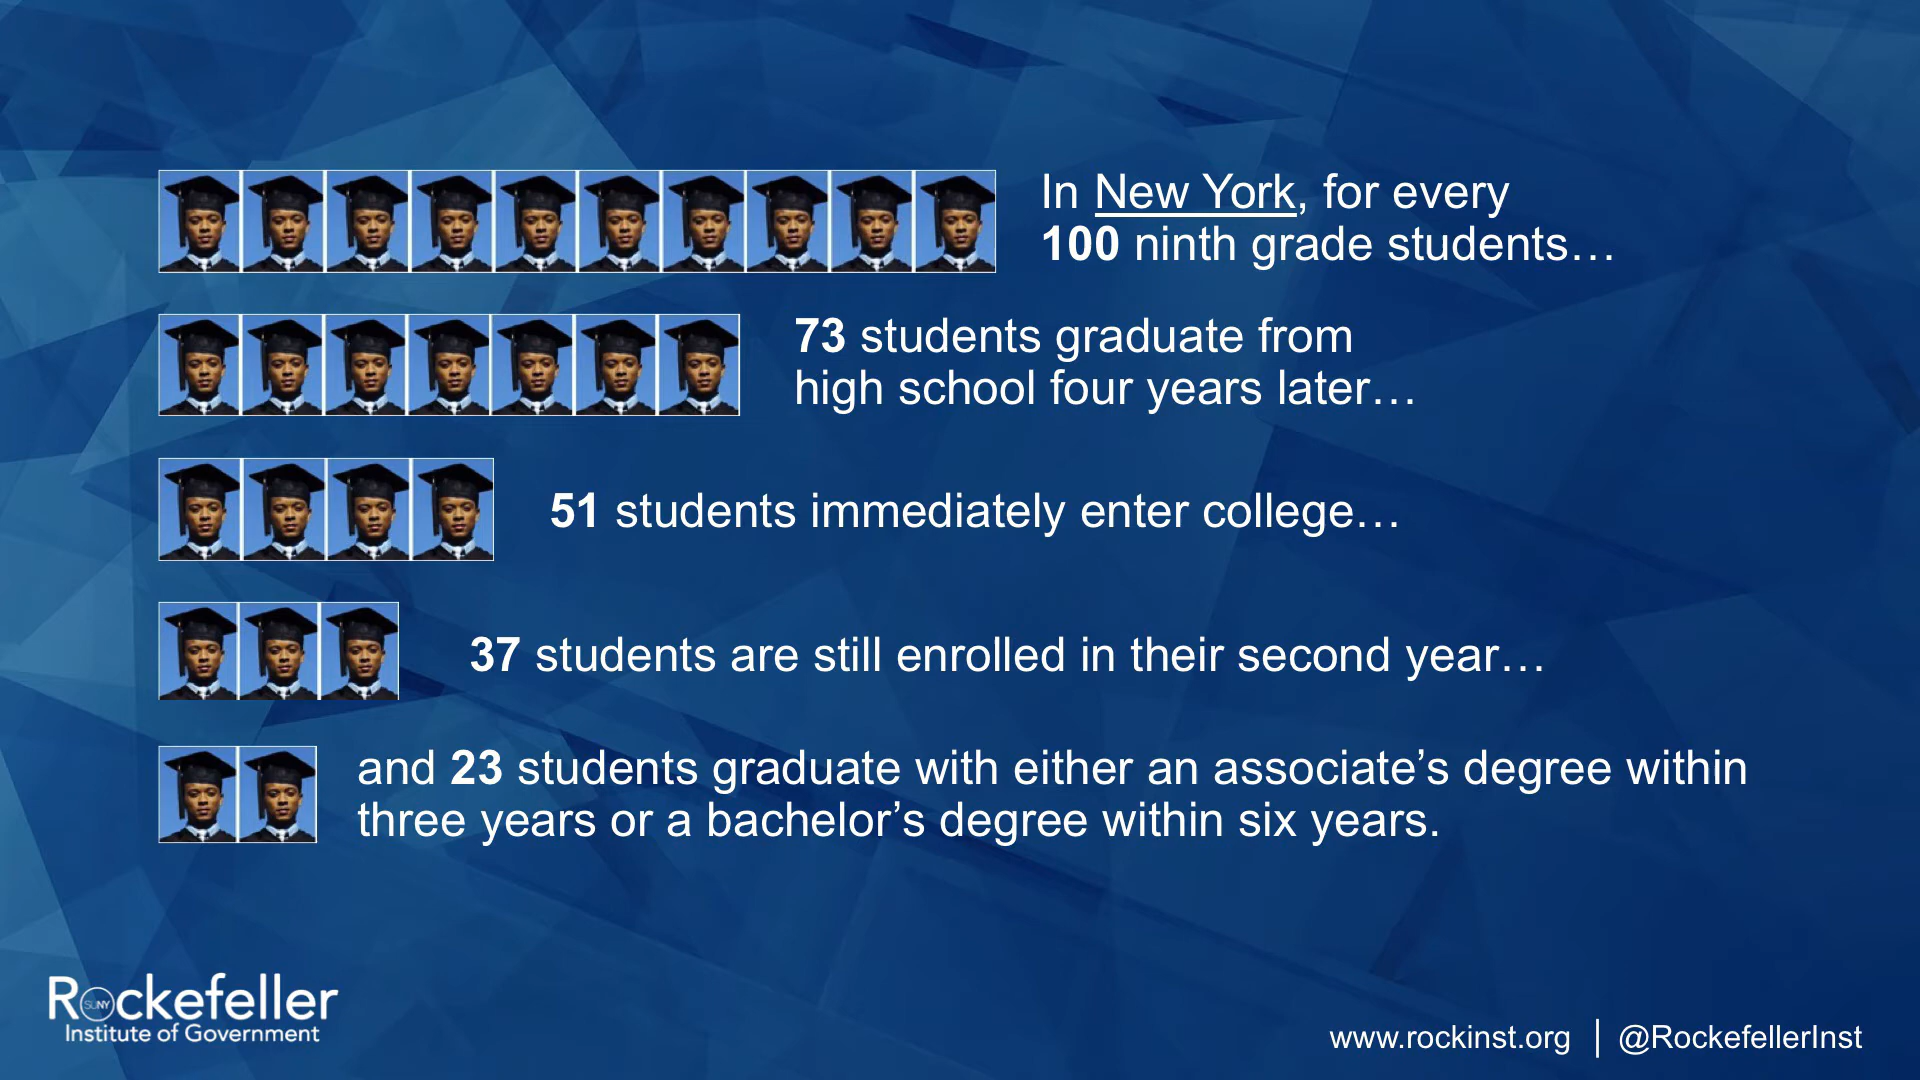 In New York, for every
100 ninth grade students…
73 students graduate from
high school four years later…
51 students immediately enter college…
37 students are still enrolled in their second year…
and 23 students graduate with either an associate’s degree within
three years or a bachelor’s degree within six years.
Rockefeller
SUNY
Institute of Government
www.rockinst.org | @RockefellerInst